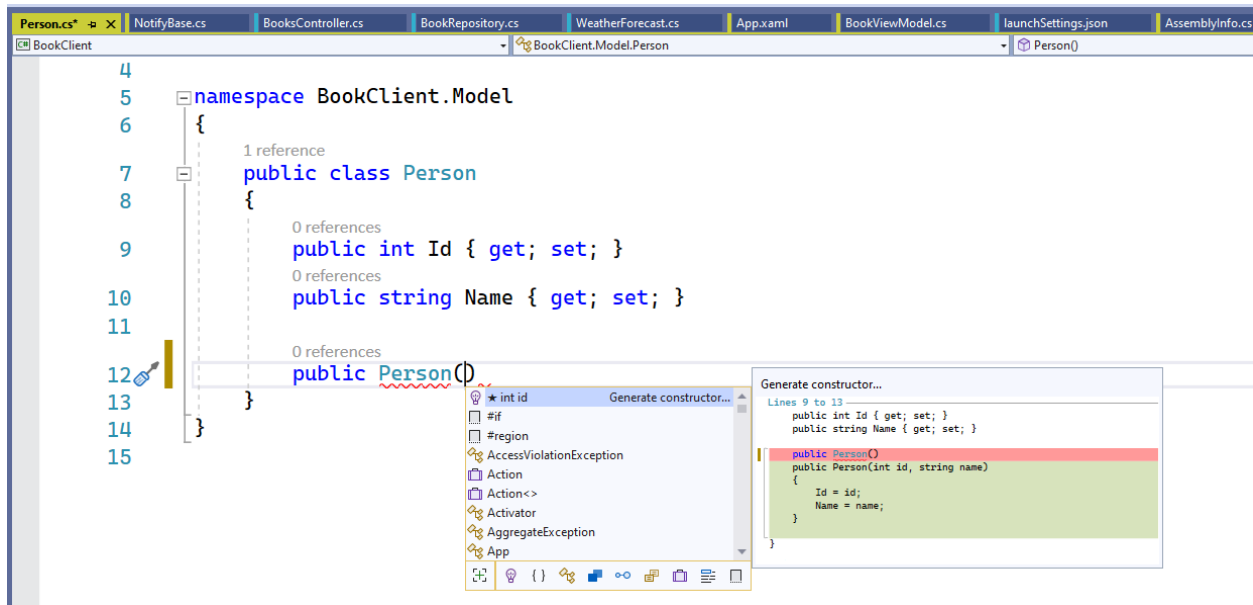 Person.cs* NotifyBase.cs BooksController.cs BookRepository.cs WeatherForecast.cs App.xaml BookViewModel.cs launchSettings.json AssemblyInfo.cs
C# BookClient BookClient.Model.Person Person()
4
5 namespace BookClient.Model
6 {
1 reference
7 public class Person
8 {
0 references
9 public int Id { get; set; }
0 references
10 public string Name { get; set; }
11
0 references
12 public Person()
13 }
14 }
15
★ int id Generate constructor...
#if
#region
AccessViolationException
Action
Action<>
Activator
AggregateException
App
{ }
Generate constructor...
Lines 9 to 13
public int Id { get; set; }
public string Name { get; set; }
public Person()
public Person(int id, string name)
{
Id = id;
Name = name;
}
}